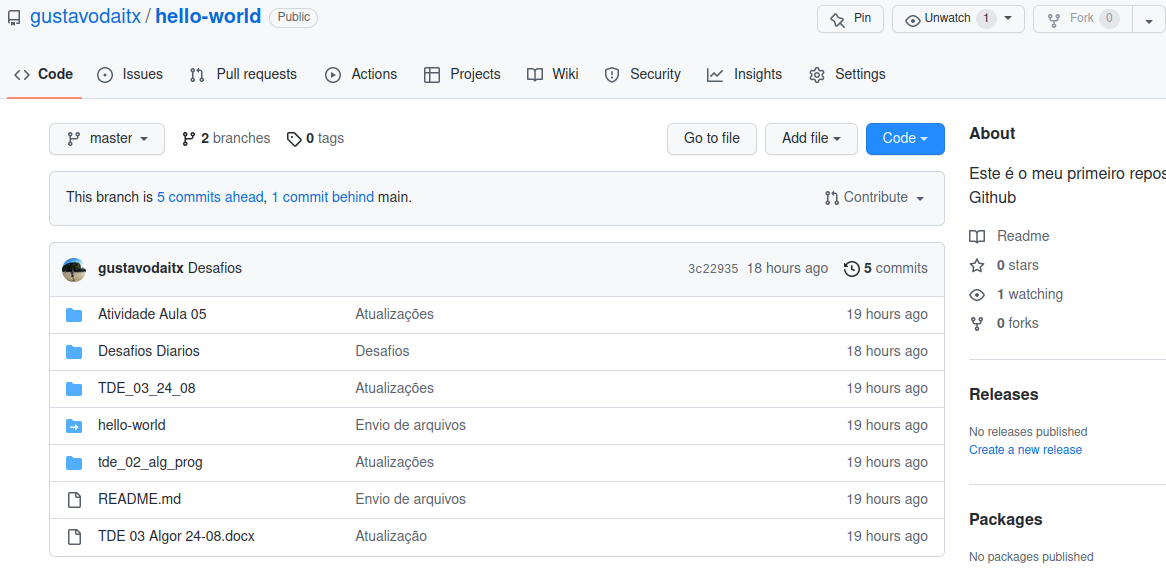 gustavodaitx / hello-world Public
Pin Unwatch 1 Fork 0
Code Issues Pull requests Actions Projects Wiki Security Insights Settings
master 2 branches 0 tags Go to file Add file Code
This branch is 5 commits ahead, 1 commit behind main. Contribute
gustavodaitx Desafios 3c22935 18 hours ago 5 commits
Atividade Aula 05 Atualizações 19 hours ago
Desafios Diarios Desafios 18 hours ago
TDE_03_24_08 Atualizações 19 hours ago
hello-world Envio de arquivos 19 hours ago
tde_02_alg_prog Atualizações 19 hours ago
README.md Envio de arquivos 19 hours ago
TDE 03 Algor 24-08.docx Atualização 19 hours ago
About
Este é o meu primeiro repos
Github
Readme
0 stars
1 watching
0 forks
Releases
No releases published
Create a new release
Packages
No packages published